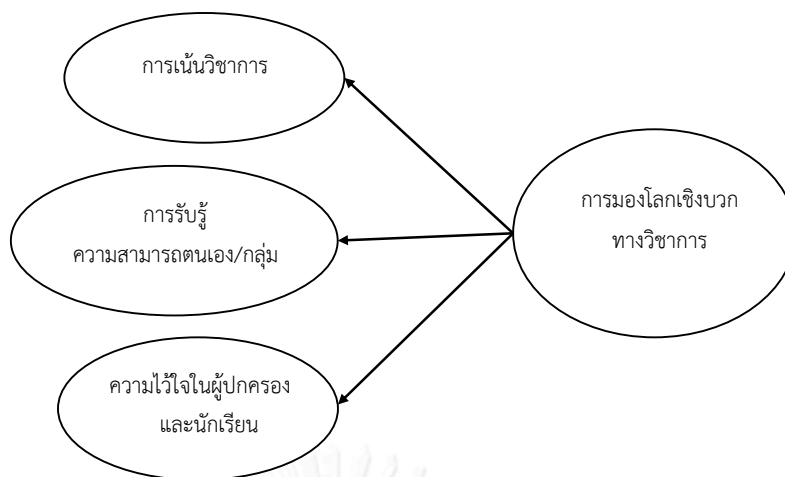 การเน้นวิชาการ
การรับรู้
ความสามารถตนเอง/กลุ่ม
ความไว้ใจในผู้ปกครอง
และนักเรียน
การมองโลกเชิงบวก
ทางวิชาการ